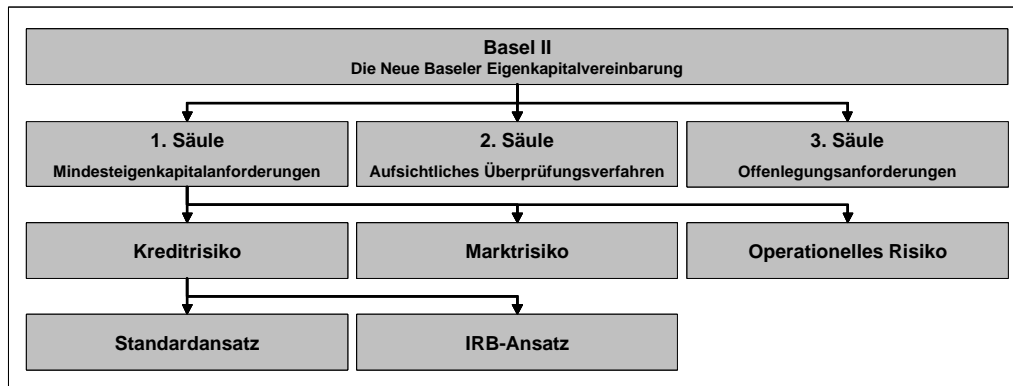 Basel II
Die Neue Baseler Eigenkapitalvereinbarung
1. Säule
Mindesteigenkapitalanforderungen
2. Säule
Aufsichtliches Überprüfungsverfahren
3. Säule
Offenlegungsanforderungen
Kreditrisiko
Marktrisiko
Operationelles Risiko
Standardansatz
IRB-Ansatz